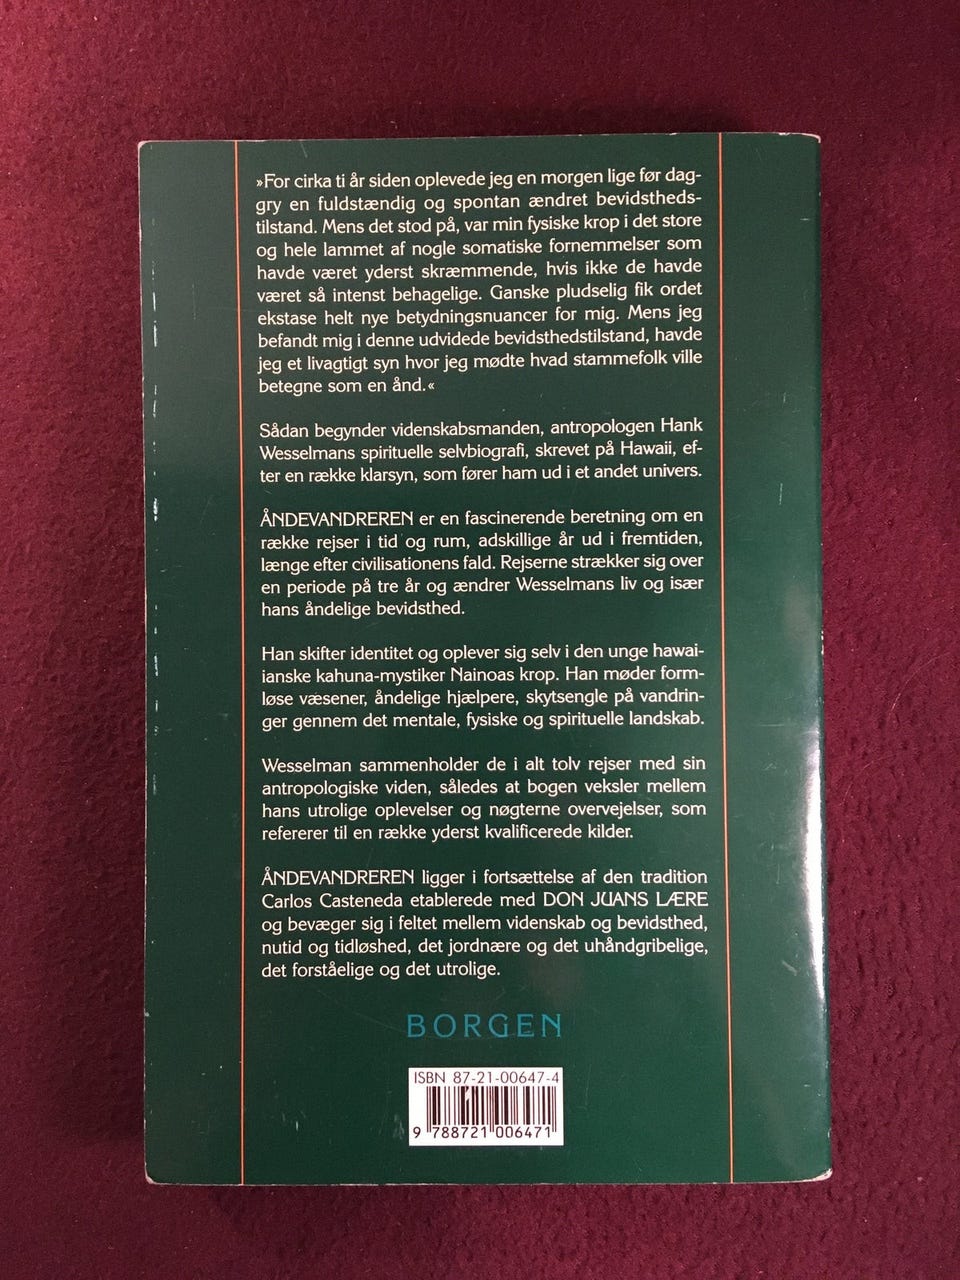 »For cirka ti år siden oplevede jeg en morgen lige før dag-
gry en fuldstændig og spontan ændret bevidstheds-
tilstand. Mens det stod på, var min fysiske krop i det store
og hele lammet af nogle somatiske fornemmelser som
havde været yderst skræmmende, hvis ikke de havde
været så intenst behagelige. Ganske pludselig fik ordet
ekstase helt nye betydningsnuancer for mig. Mens jeg
befandt mig i denne udvidede bevidsthedstilstand, havde
jeg et livagtigt syn hvor jeg mødte hvad stammefolk ville
betegne som en ånd.«
Sådan begynder videnskabsmanden, antropologen Hank
Wesselmans spirituelle selvbiografi, skrevet på Hawaii, ef-
ter en række klarsyn, som fører ham ud i et andet univers.
ÅNDEVANDREREN er en fascinerende beretning om en
række rejser i tid og rum, adskillige år ud i fremtiden,
længe efter civilisationens fald. Rejserne strækker sig over
en periode på tre år og ændrer Wesselmans liv og især
hans åndelige bevidsthed.
Han skifter identitet og oplever sig selv i den unge hawai-
ianske kahuna-mystiker Nainoas krop. Han møder form-
løse væsener, åndelige hjælpere, skytsengle på vandrin-
ger gennem det mentale, fysiske og spirituelle landskab.
Wesselman sammenholder de i alt tolv rejser med sin
antropologiske viden, således at bogen veksler mellem
hans utrolige oplevelser og nøgterne overvejelser, som
refererer til en række yderst kvalificerede kilder.
ÅNDEVANDREREN ligger i fortsættelse af den tradition
Carlos Casteneda etablerede med DON JUANS LÆRE
og bevæger sig i feltet mellem videnskab og bevidsthed,
nutid og tidløshed, det jordnære og det uhåndgribelige,
det forståelige og det utrolige.
BORGEN
ISBN 87-21-00647-4
9 788721 006471